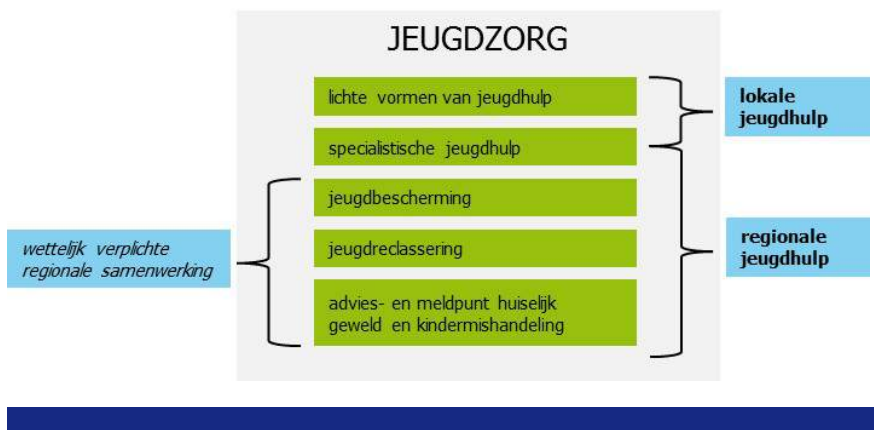 JEUGDZORG
lichte vormen van jeugdhulp
specialistische jeugdhulp
jeugdbescherming
jeugdreclassering
advies- en meldpunt huiselijk
geweld en kindermishandeling
lokale
jeugdhulp
regionale
jeugdhulp
wettelijk verplichte
regionale samenwerking